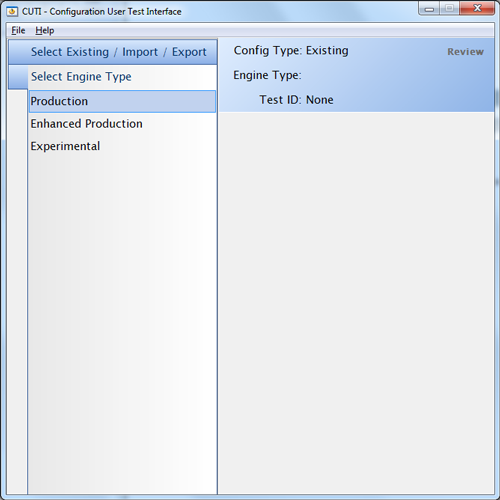 CUTI - Configuration User Test Interface
File Help
Select Existing / Import / Export
Select Engine Type
Production
Enhanced Production
Experimental
Config Type: Existing
Review
Engine Type:
Test ID: None